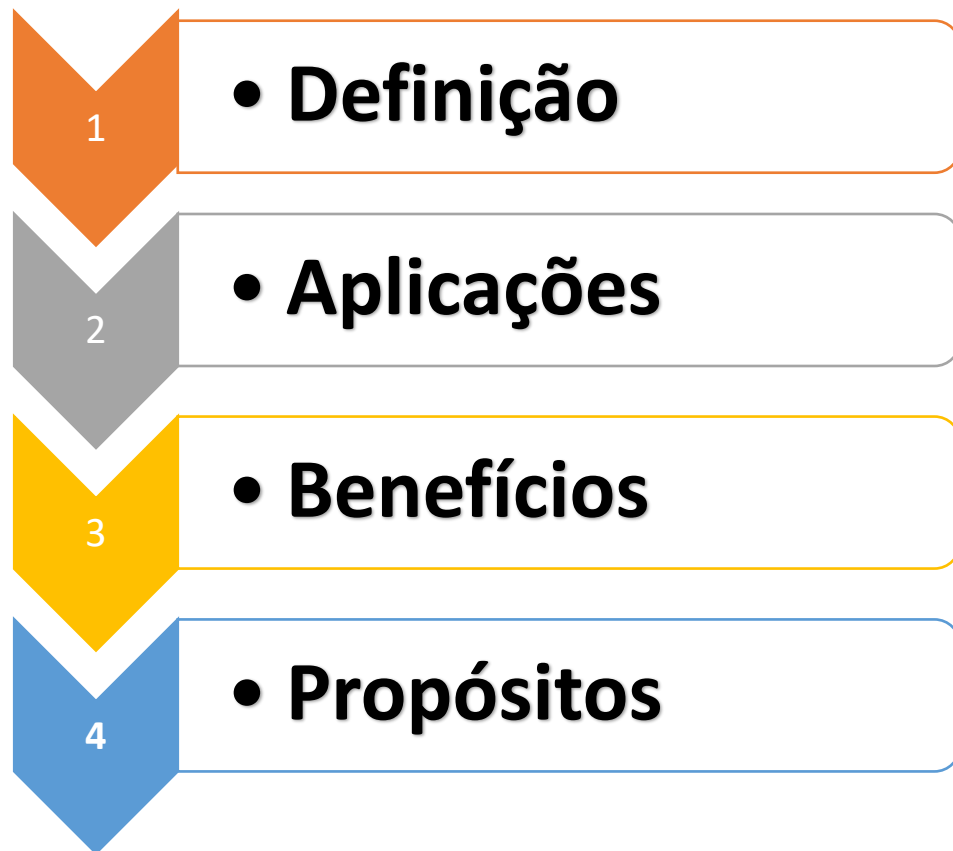 1
• Definição
2
• Aplicações
3
• Benefícios
4
• Propósitos